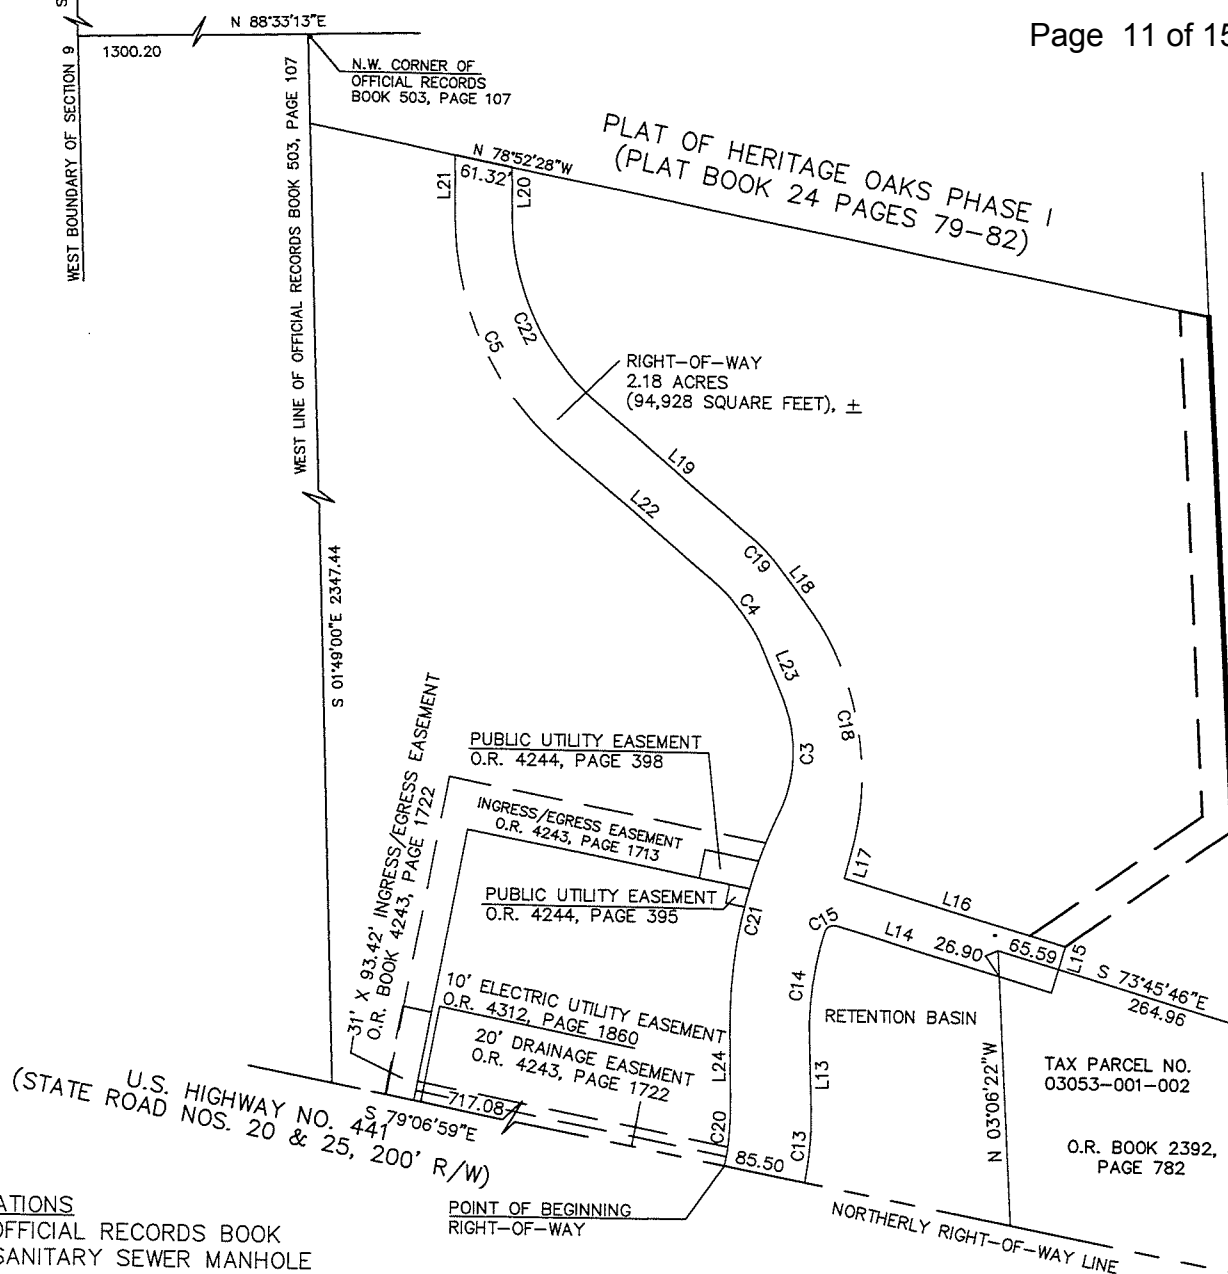 Page 11 of 15
S
N 88°33'13"E
1300.20
WEST BOUNDARY OF SECTION 9
N.W. CORNER OF
OFFICIAL RECORDS
BOOK 503, PAGE 107
WEST LINE OF OFFICIAL RECORDS BOOK 503, PAGE 107
PLAT OF HERITAGE OAKS PHASE I
(PLAT BOOK 24 PAGES 79-82)
N 78°52'28"W
61.32'
L21
L20
C5
C22
RIGHT-OF-WAY
2.18 ACRES
(94,928 SQUARE FEET), ±
L19
L22
C19
L18
C4
L23
C18
C3
S 01°49'00"E 2347.44
PUBLIC UTILITY EASEMENT
O.R. 4244, PAGE 398
INGRESS/EGRESS EASEMENT
O.R. 4243, PAGE 1713
31' X 93.42' INGRESS/EGRESS EASEMENT
O.R. BOOK 4243, PAGE 1722
PUBLIC UTILITY EASEMENT
O.R. 4244, PAGE 395
L17
L16
C21
C15
L14
26.90
65.59
L15
S 73°45'46"E
264.96
C14
RETENTION BASIN
10' ELECTRIC UTILITY EASEMENT
O.R. 4312, PAGE 1860
20' DRAINAGE EASEMENT
O.R. 4243, PAGE 1722
L24
L13
N 03°06'22"W
TAX PARCEL NO.
03053-001-002
O.R. BOOK 2392,
PAGE 782
C20
C13
717.08
S 79°06'59"E
85.50
U.S. HIGHWAY NO. 441
(STATE ROAD NOS. 20 & 25, 200' R/W)
POINT OF BEGINNING
RIGHT-OF-WAY
NORTHERLY RIGHT-OF-WAY LINE
ATIONS
OFFICIAL RECORDS BOOK
SANITARY SEWER MANHOLE